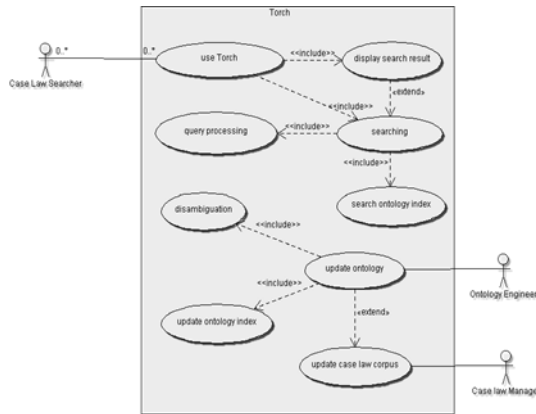 Torch
0..*
0..*
use Torch
<<include>>
display search result
Case Law Searcher
<<include>>
<extend>
query processing
<<include>>
searching
<<include>>
search ontology index
disambiguation
<<include>>
update ontology
Ontology Engineer
<<include>>
<extend>
update ontology index
update case law corpus
Case law Manage